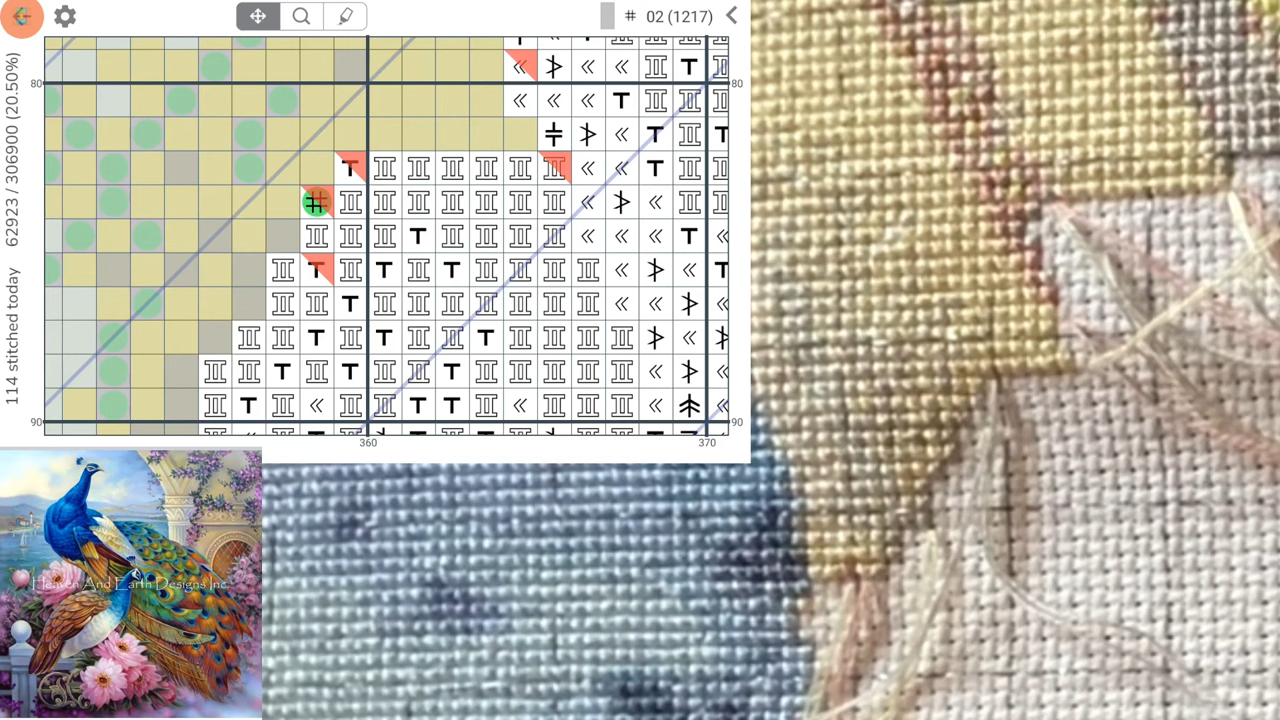 # 02 (1217)
62923 / 306900 (20.50%)
114 stitched today
80
80
90
90
360
370
Heaven And Earth Designs Inc.